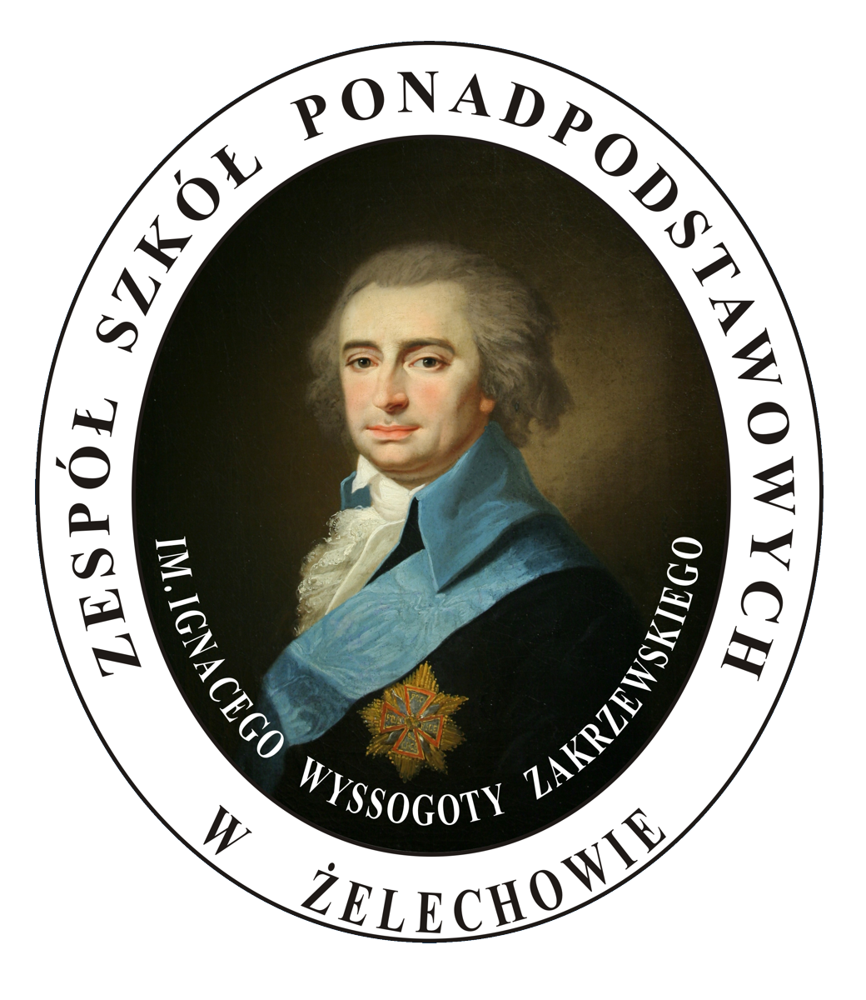 ZESPÓŁ SZKÓŁ PONADPODSTAWOWYCH
IM. IGNACEGO WYSSOGOTY ZAKRZEWSKIEGO
W ŻELECHOWIE